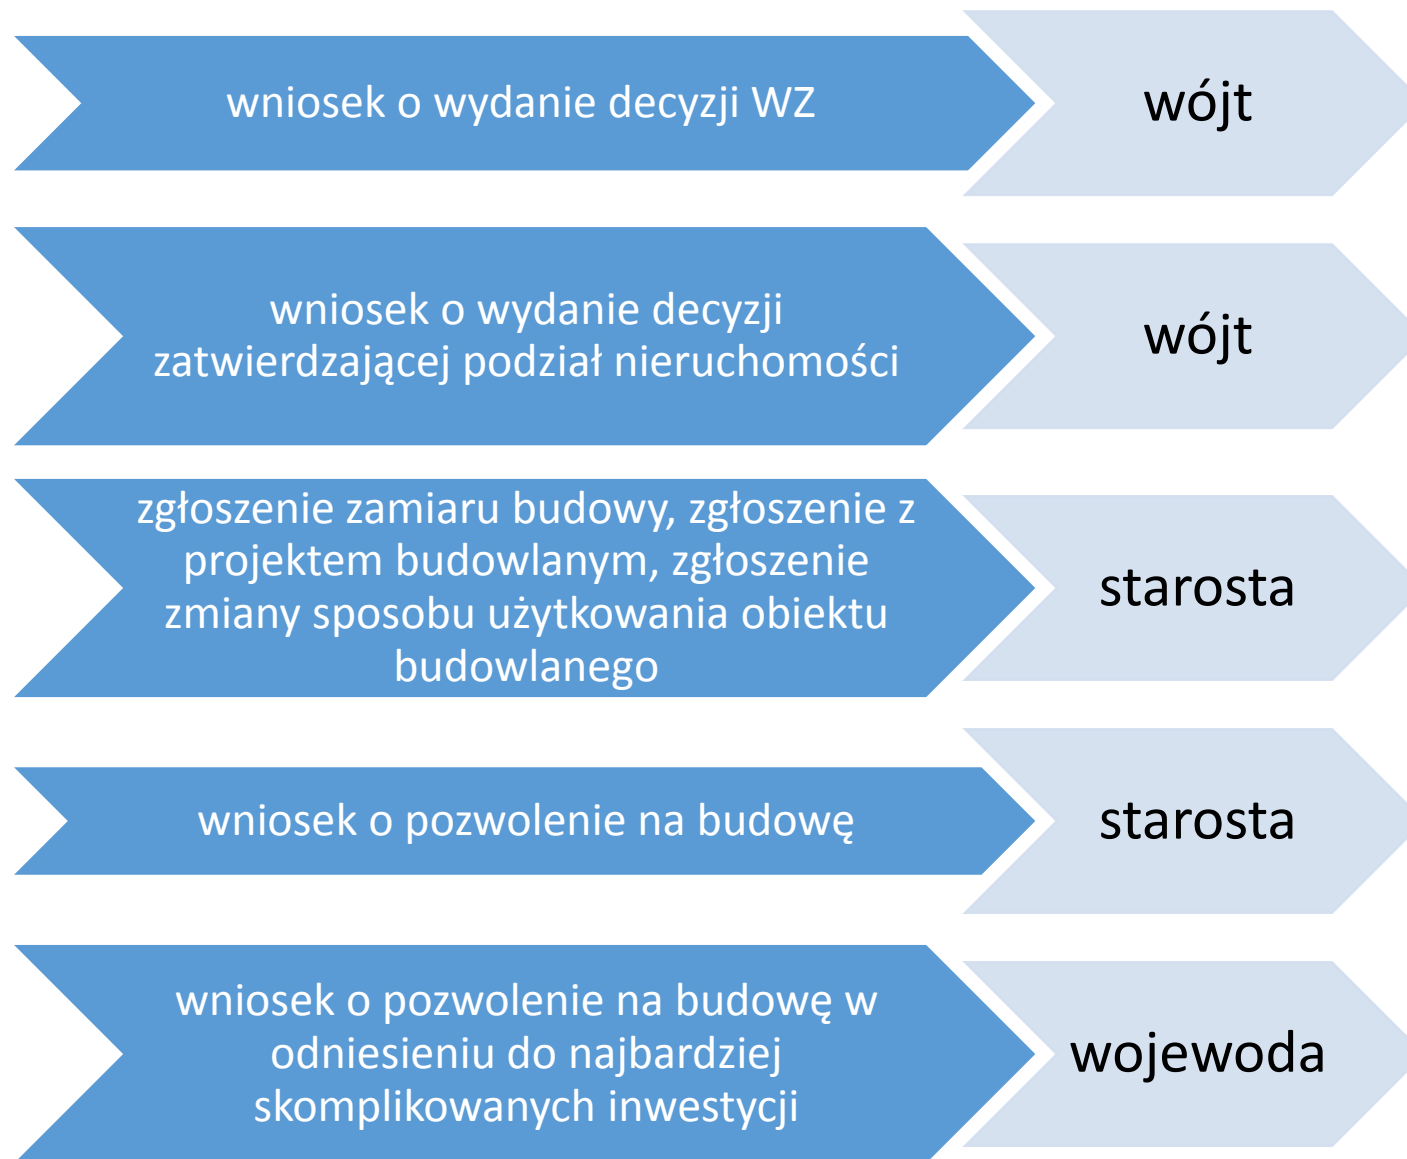 wniosek o wydanie decyzji WZ
wójt
wniosek o wydanie decyzji
zatwierdzającej podział nieruchomości
wójt
zgłoszenie zamiaru budowy, zgłoszenie z
projektem budowlanym, zgłoszenie
zmiany sposobu użytkowania obiektu
budowlanego
starosta
wniosek o pozwolenie na budowę
starosta
wniosek o pozwolenie na budowę w
odniesieniu do najbardziej
skomplikowanych inwestycji
wojewoda